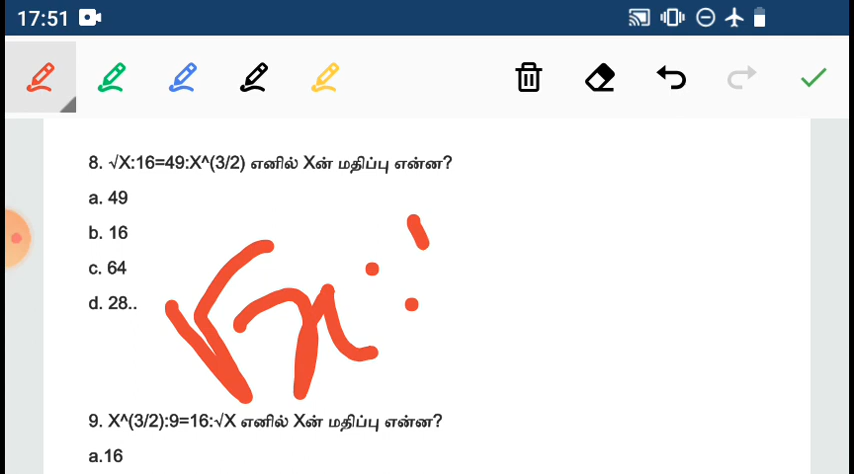 17:51
8. √X:16=49:X^(3/2) எனில் Xன் மதிப்பு என்ன?
a. 49
b. 16
c. 64
d. 28..
√x :
9. X^(3/2):9=16:√X எனில் Xன் மதிப்பு என்ன?
a.16